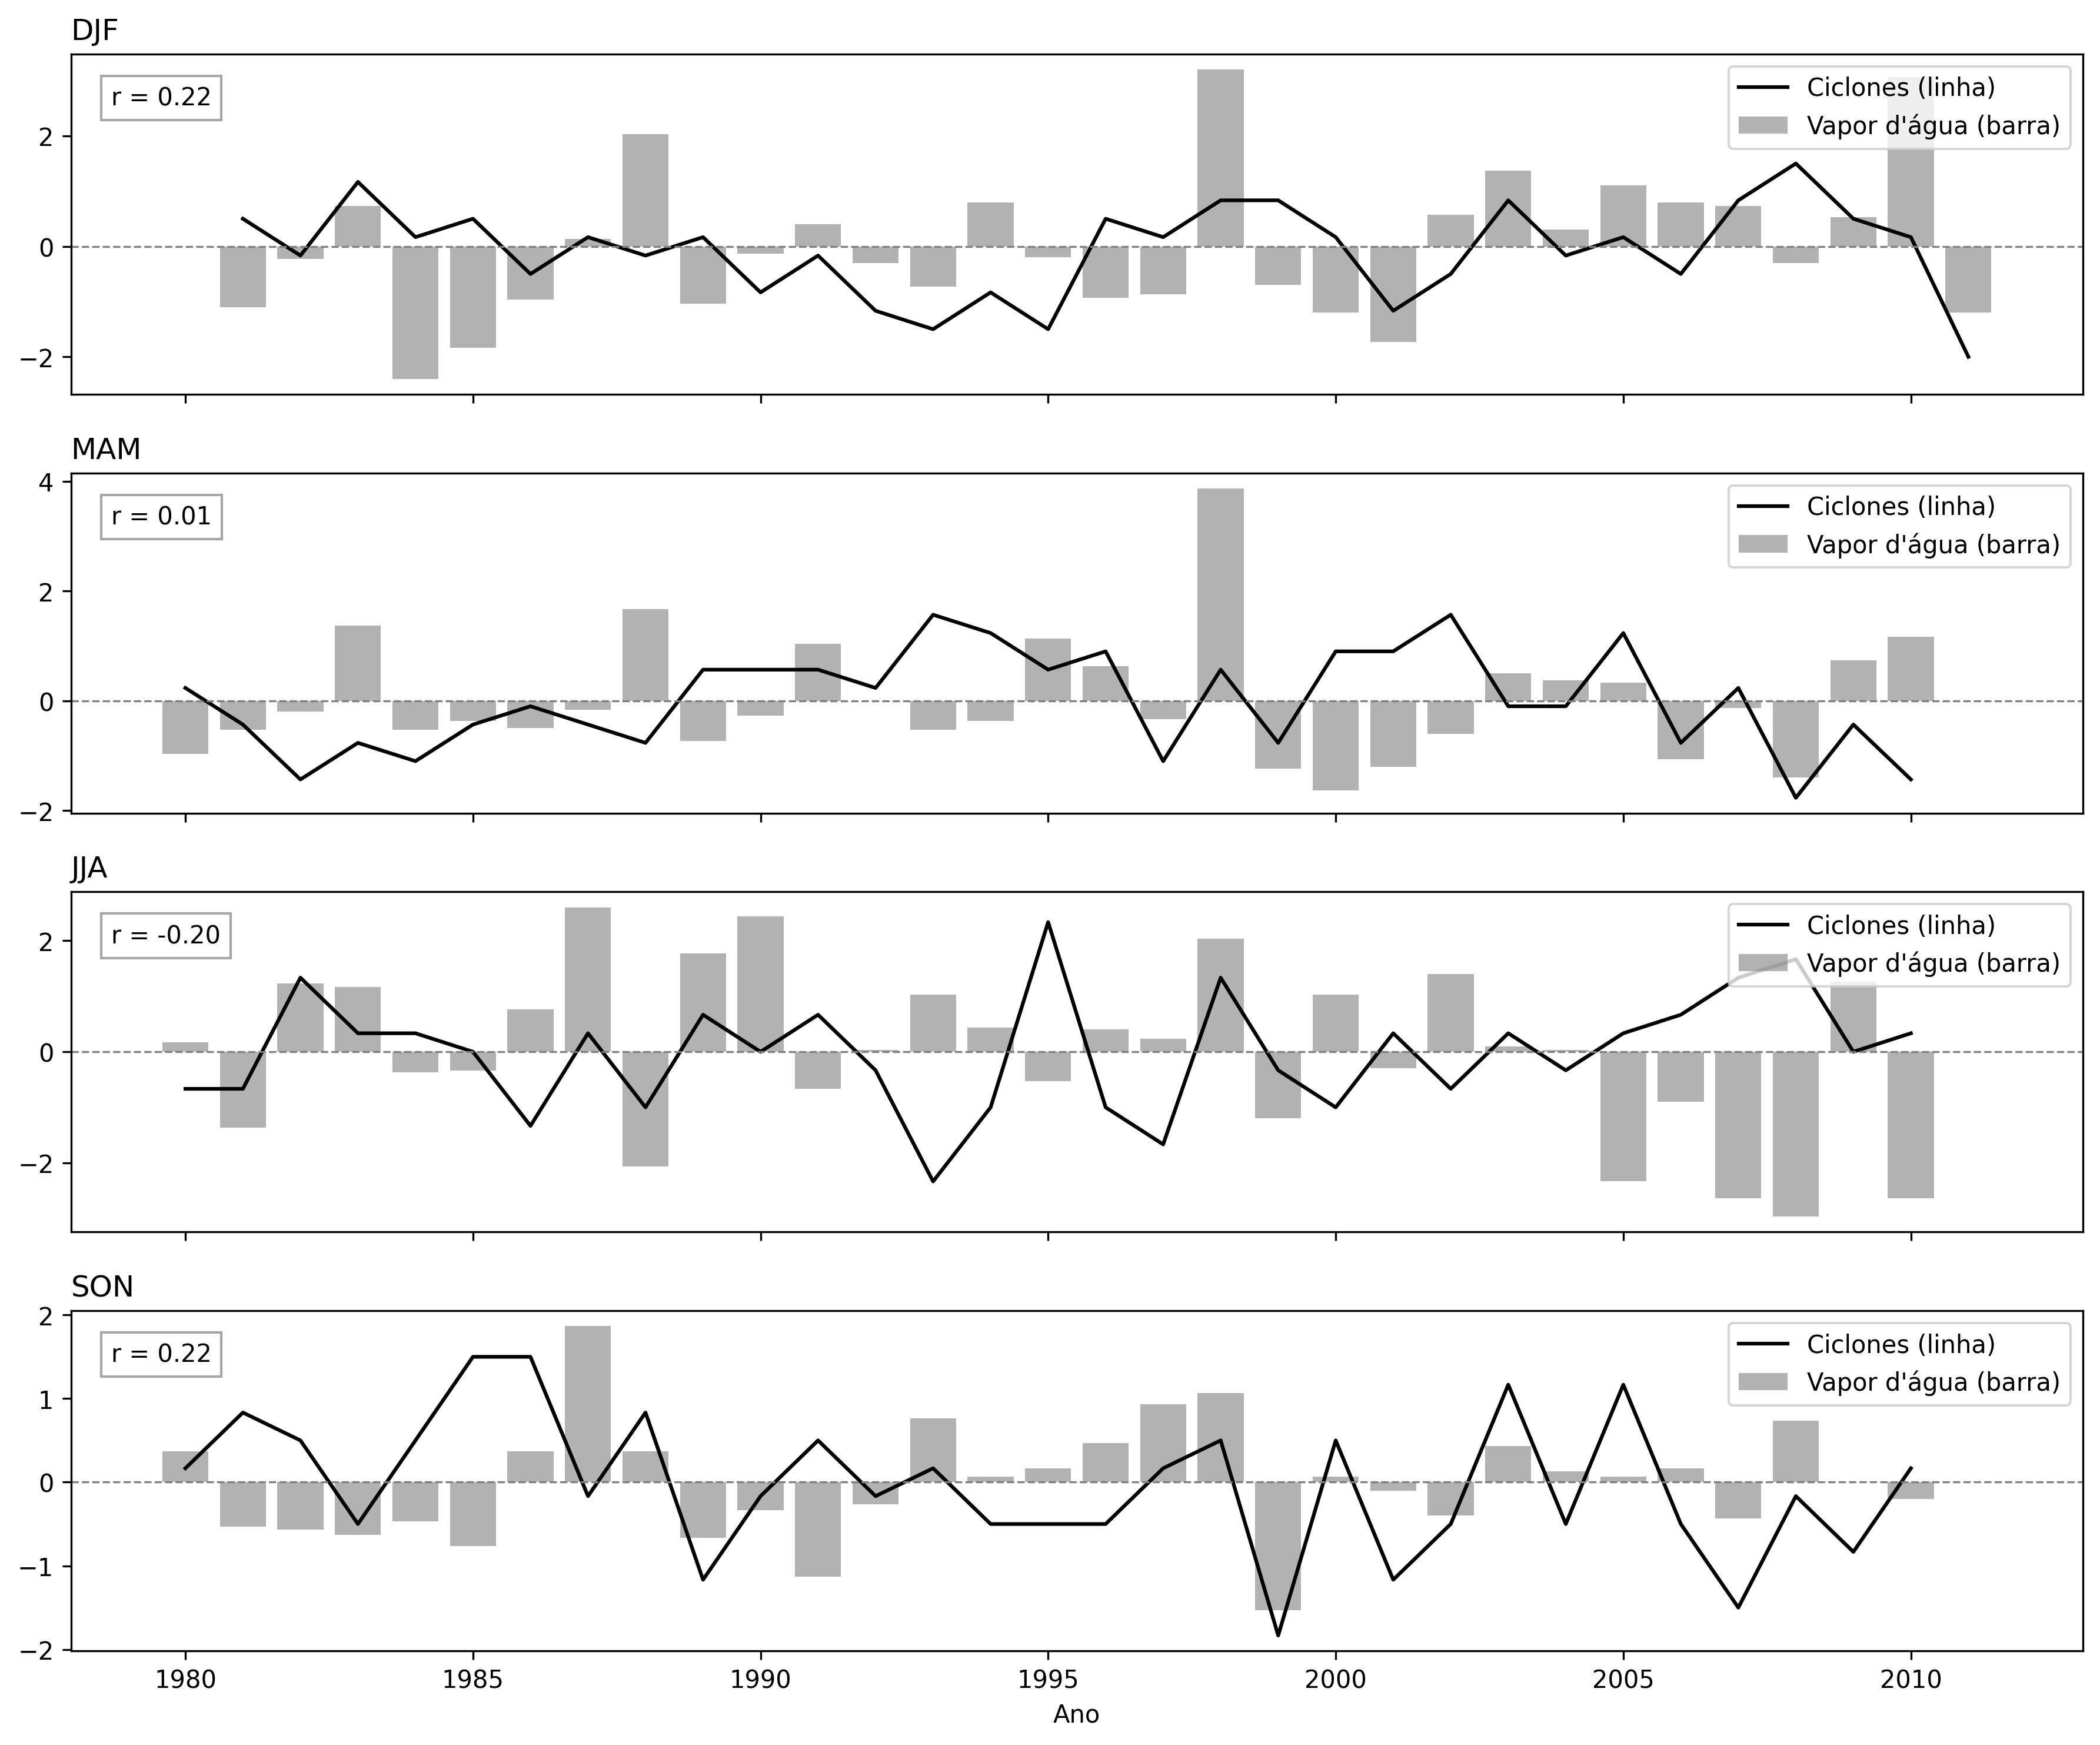 DJF
r = 0.22
Ciclones (linha)
Vapor d'água (barra)
2
0
−2
MAM
r = 0.01
Ciclones (linha)
Vapor d'água (barra)
4
2
0
−2
JJA
r = -0.20
Ciclones (linha)
Vapor d'água (barra)
2
0
−2
SON
r = 0.22
Ciclones (linha)
Vapor d'água (barra)
2
1
0
−1
−2
1980 1985 1990 1995 2000 2005 2010
Ano